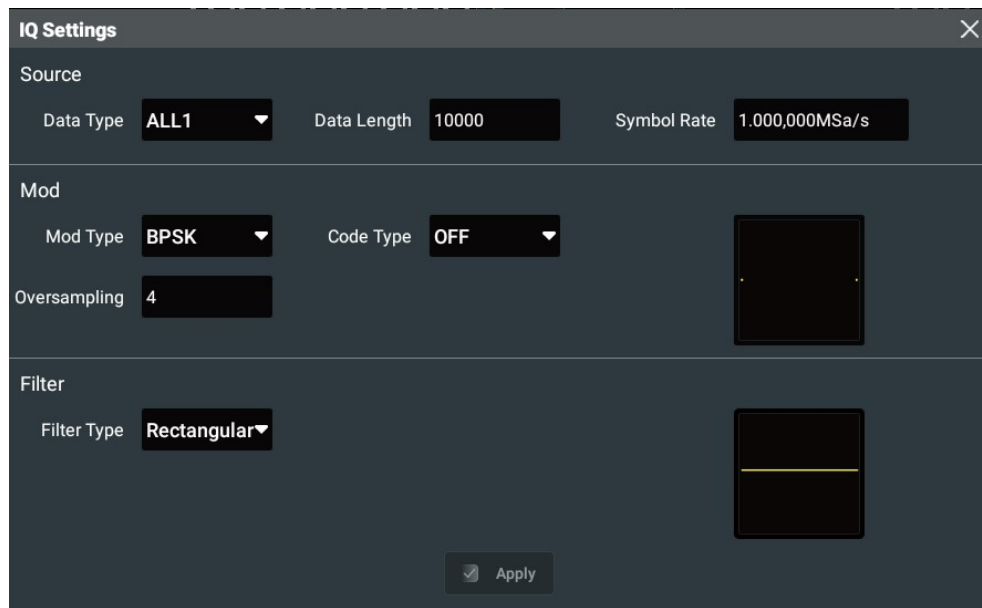 IQ Settings
Source
Data Type ALL1 Data Length 10000 Symbol Rate 1.000,000MSa/s
Mod
Mod Type BPSK Code Type OFF
Oversampling 4
Filter
Filter Type Rectangular
Apply